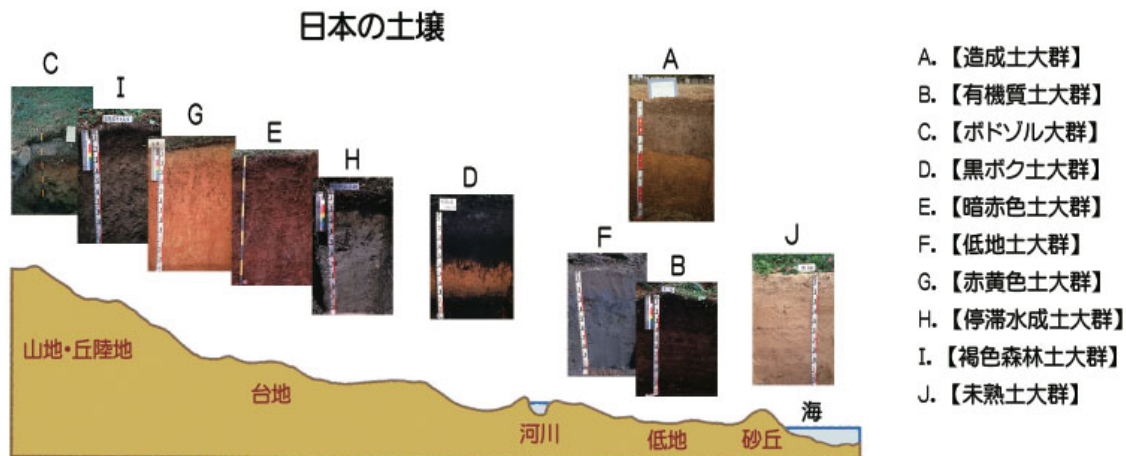 日本の土壌
C
I
G
E
H
D
A
F
B
J
山地・丘陸地
台地
河川
低地
砂丘
海
A.【造成土大群】
B.【有機質土大群】
C.【ポドゾル大群】
D.【黒ボク土大群】
E.【暗赤色土大群】
F.【低地土大群】
G.【赤黄色土大群】
H.【停滞水成土大群】
I.【褐色森林土大群】
J.【未熟土大群】